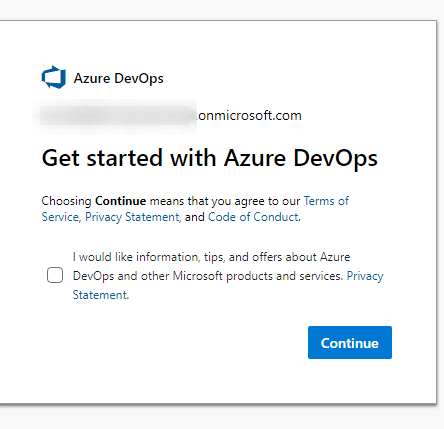 Azure DevOps
.onmicrosoft.com
Get started with Azure DevOps
Choosing Continue means that you agree to our Terms of
Service, Privacy Statement, and Code of Conduct.
I would like information, tips, and offers about Azure
DevOps and other Microsoft products and services. Privacy
Statement.
Continue